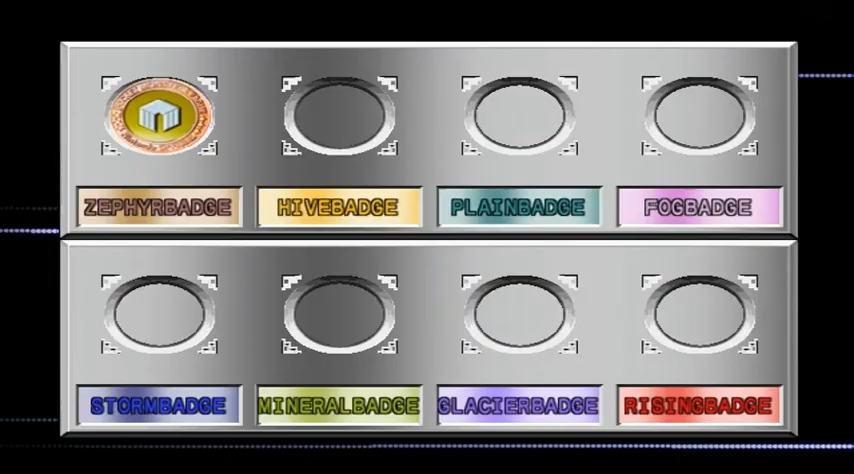 ZEPHYRBADGE
HIVEBADGE
PLAINBADGE
FOGBADGE
STORMBADGE
MINERALBADGE
GLACIERBADGE
RISINGBADGE